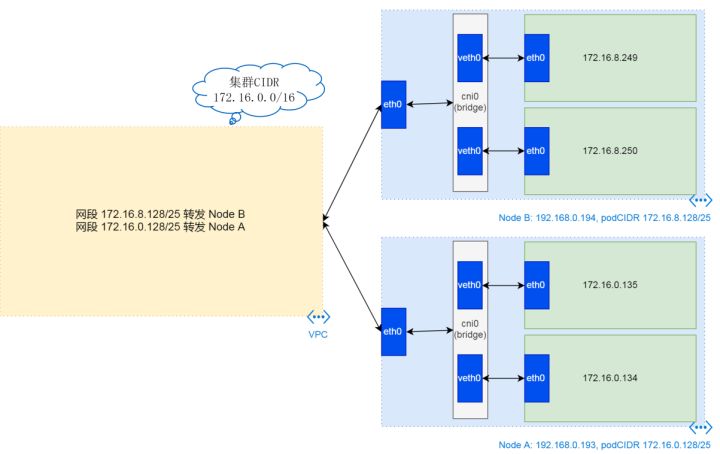 集群CIDR
172.16.0.0/16
网段 172.16.8.128/25 转发 Node B
网段 172.16.0.128/25 转发 Node A
VPC
eth0
cni0
(bridge)
veth0
eth0
172.16.8.249
veth0
eth0
172.16.8.250
Node B: 192.168.0.194, podCIDR 172.16.8.128/25
eth0
cni0
(bridge)
veth0
eth0
172.16.0.135
veth0
eth0
172.16.0.134
Node A: 192.168.0.193, podCIDR 172.16.0.128/25